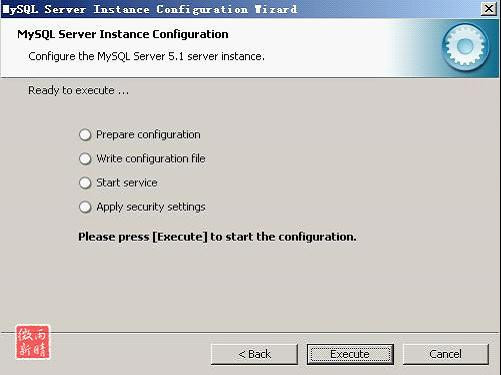 MySQL Server Instance Configuration Wizard
MySQL Server Instance Configuration
Configure the MySQL Server 5.1 server instance.
Ready to execute ...
Prepare configuration
Write configuration file
Start service
Apply security settings
Please press [Execute] to start the configuration.
微雨
新晴
< Back
Execute
Cancel